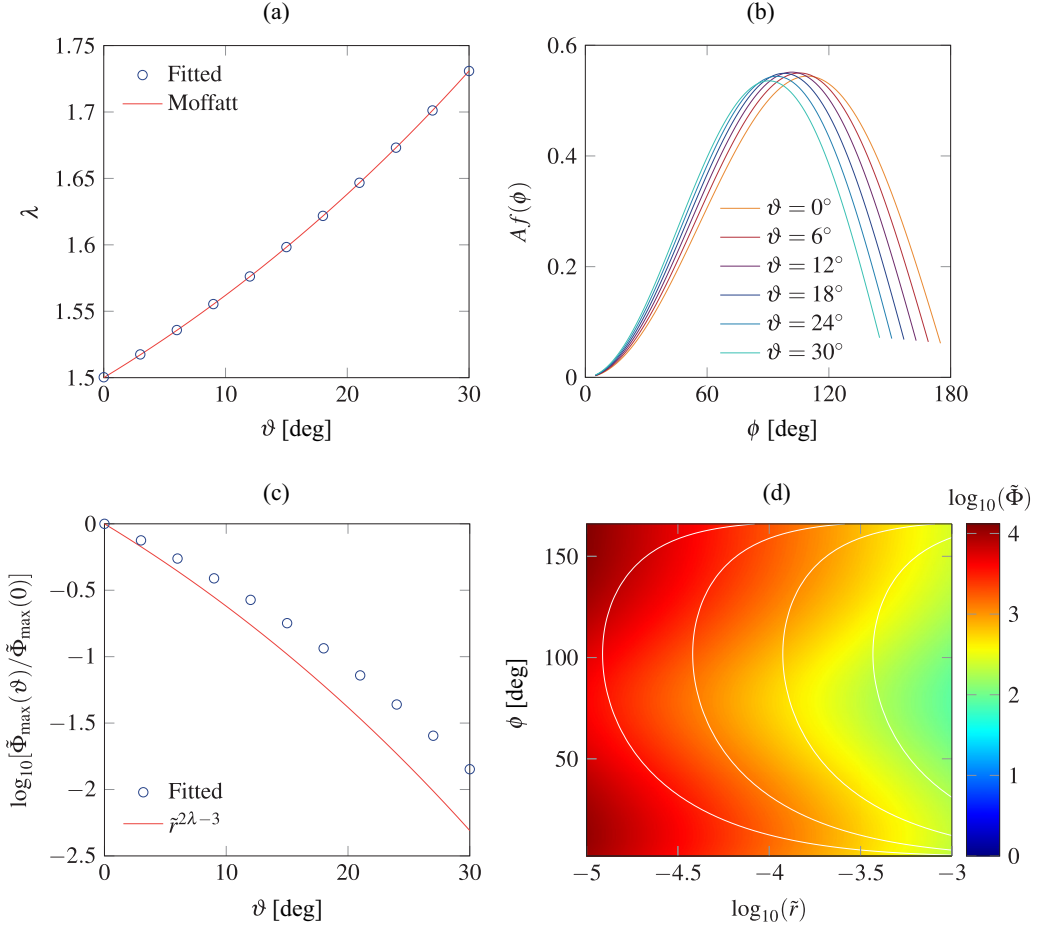 (a)
1.75
1.7
1.65
1.6
1.55
1.5
λ
Fitted
Moffatt
0
10
20
30
ϑ [deg]
(b)
0.6
0.4
0.2
0
Af(ϕ)
ϑ = 0°
ϑ = 6°
ϑ = 12°
ϑ = 18°
ϑ = 24°
ϑ = 30°
0
60
120
180
ϕ [deg]
(c)
0
−0.5
−1
−1.5
−2
−2.5
log₁₀[Φ̃ₘₐₓ(ϑ)/Φ̃ₘₐₓ(0)]
Fitted
r̃²λ⁻³
0
10
20
30
ϑ [deg]
(d)
log₁₀(Φ̃)
150
100
50
ϕ [deg]
−5
−4.5
−4
−3.5
−3
log₁₀(r̃)
4
3
2
1
0